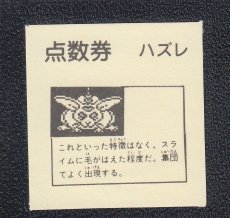 点数券 ハズレ
これといった特徴はなく、スラ
イムに毛がはえた程度だ。集団
でよく出現する。